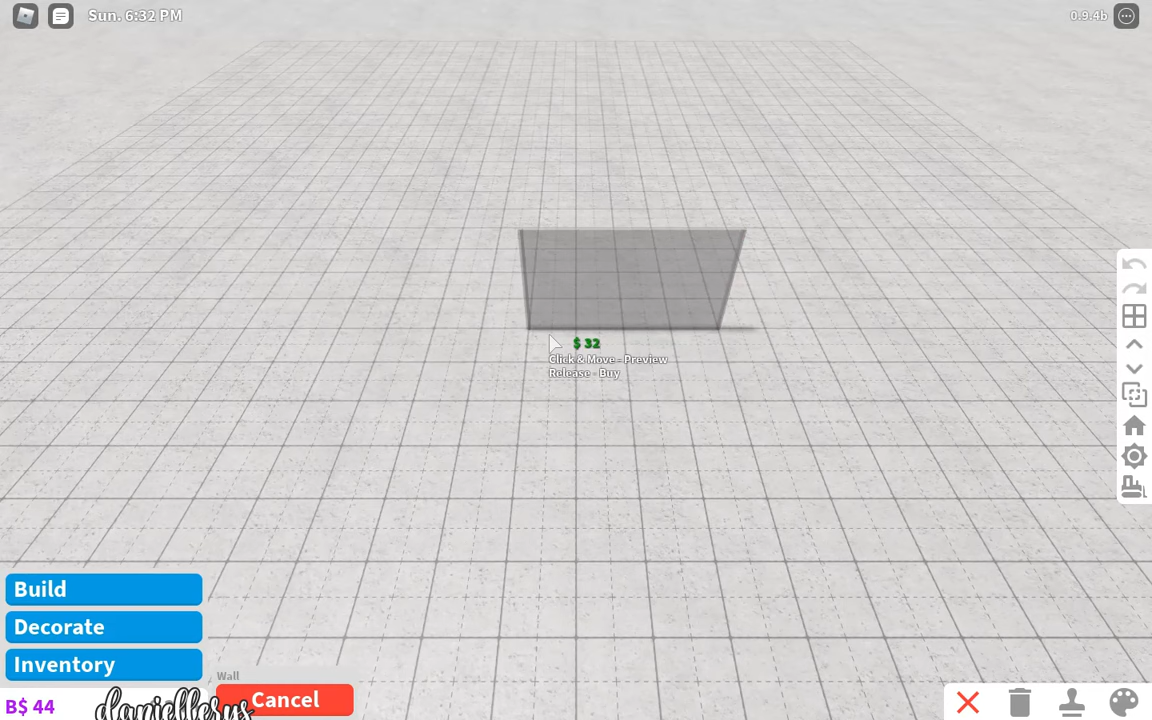 Sun. 6:32 PM
0.9.4b
$ 32
Click & Move - Preview
Release - Buy
Build
Decorate
Inventory
Wall
Cancel
B$ 44
daniellerus